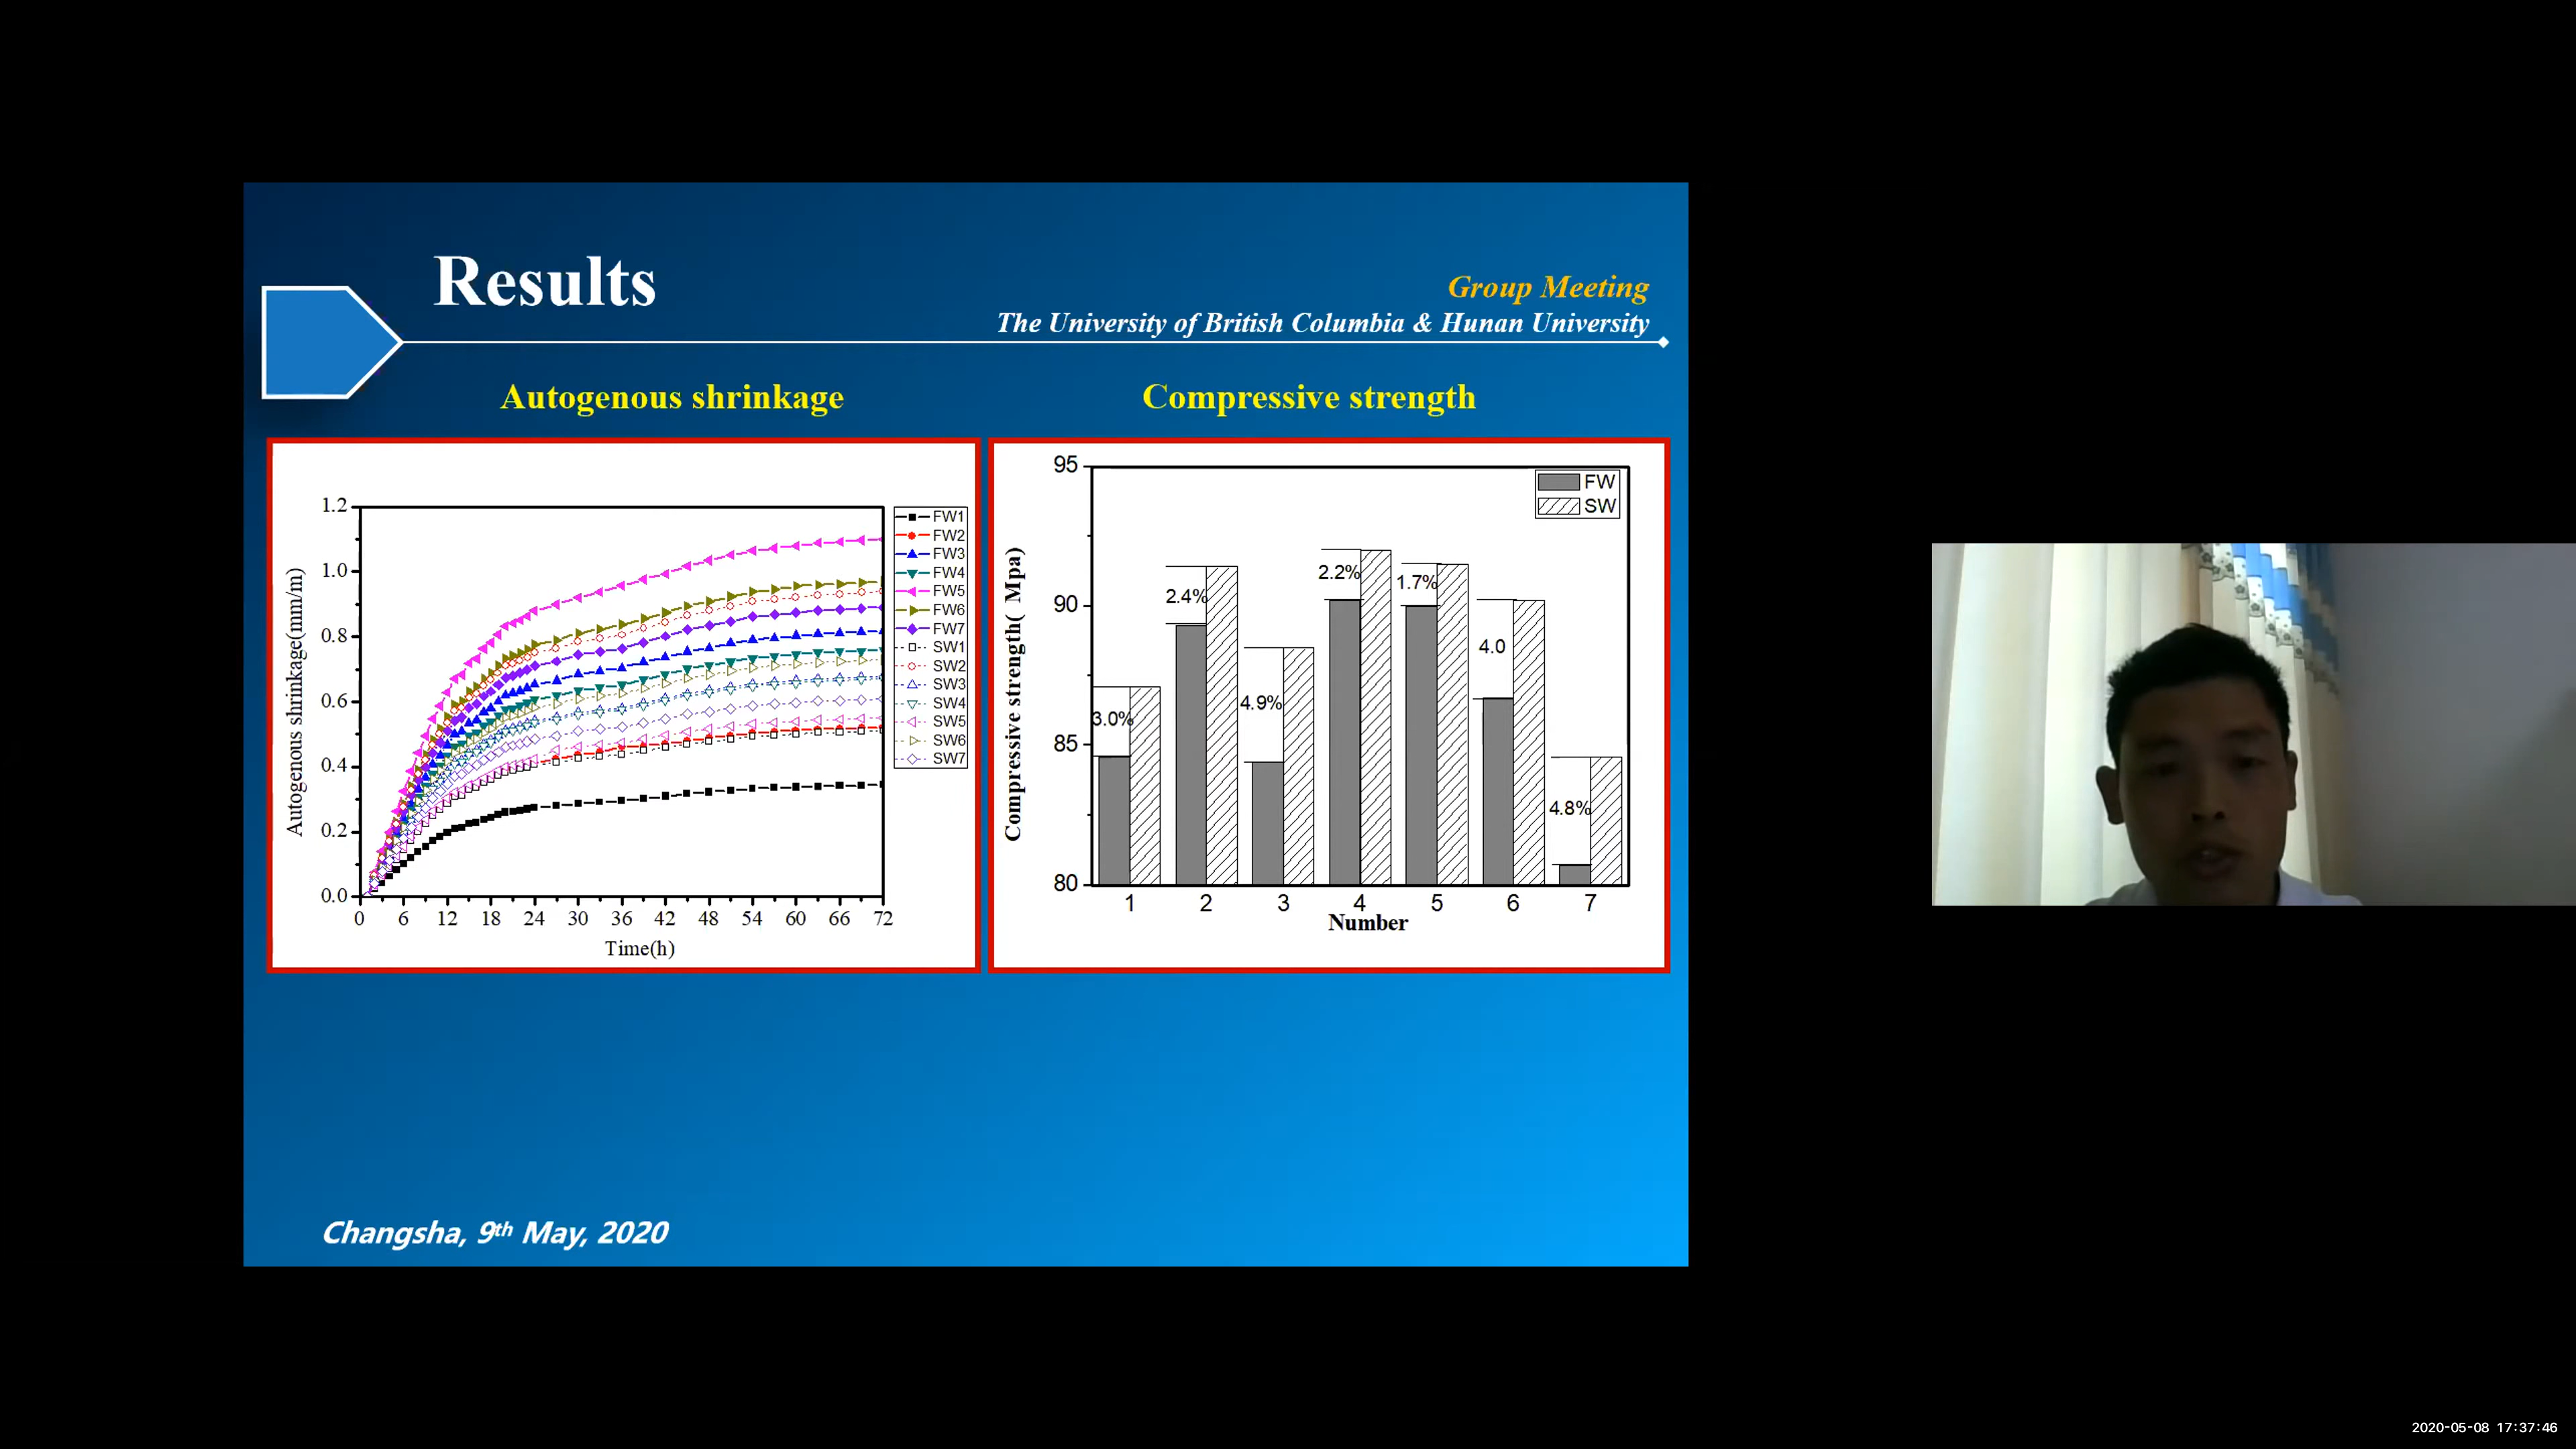 Results
Group Meeting
The University of British Columbia & Hunan University
Autogenous shrinkage
Compressive strength
1.2
1.0
0.8
0.6
0.4
0.2
0.0
Autogenous shrinkage(mm/m)
0 6 12 18 24 30 36 42 48 54 60 66 72
Time(h)
FW1
FW2
FW3
FW4
FW5
FW6
FW7
SW1
SW2
SW3
SW4
SW5
SW6
SW7
95
90
85
80
Compressive strength( Mpa)
FW
SW
3.0%
2.4%
4.9%
2.2%
1.7%
4.0
4.8%
1 2 3 4 5 6 7
Number
Changsha, 9th May, 2020
2020-05-08 17:37:46